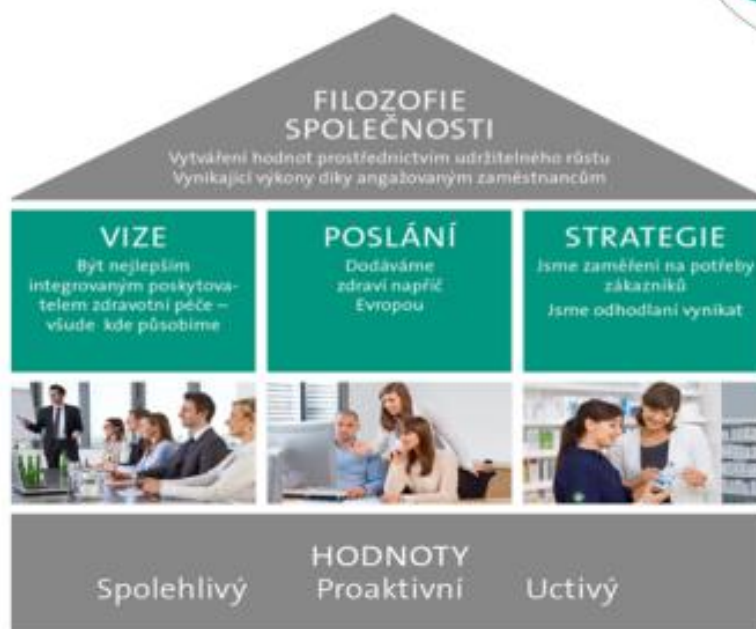 FILOZOFIE
SPOLEČNOSTI
Vytváření hodnot prostřednictvím udržitelného růstu
Vynikající výkony díky angažovaným zaměstnancům
VIZE
Být nejlepším
integrovaným poskytova-
telem zdravotní péče –
všude kde působíme
POSLÁNÍ
Dodáváme
zdraví napříč
Evropou
STRATEGIE
Jsme zaměření na potřeby
zákazníků
Jsme odhodlaní vynikat
HODNOTY
Spolehlivý Proaktivní Uctivý